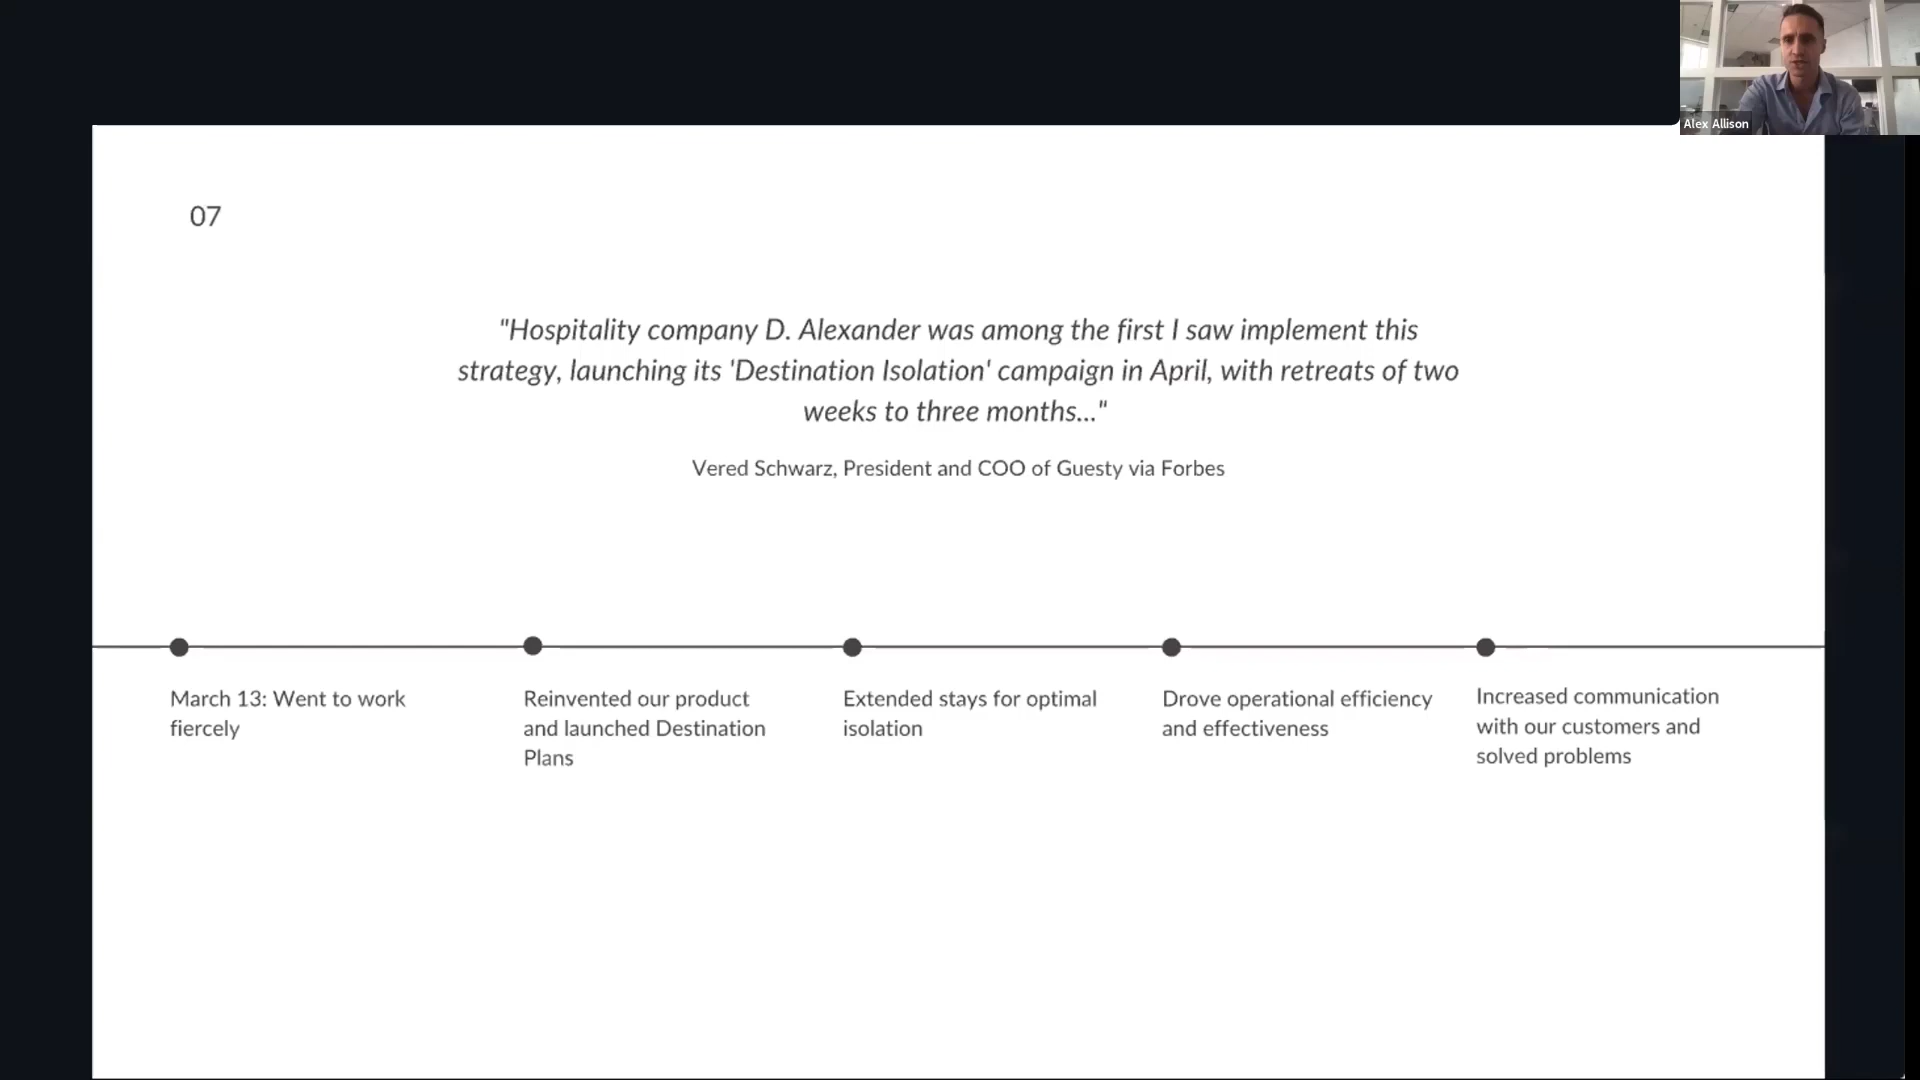 Alex Allison
07
"Hospitality company D. Alexander was among the first I saw implement this
strategy, launching its 'Destination Isolation' campaign in April, with retreats of two
weeks to three months..."
Vered Schwarz, President and COO of Guesty via Forbes
March 13: Went to work
fiercely
Reinvented our product
and launched Destination
Plans
Extended stays for optimal
isolation
Drove operational efficiency
and effectiveness
Increased communication
with our customers and
solved problems